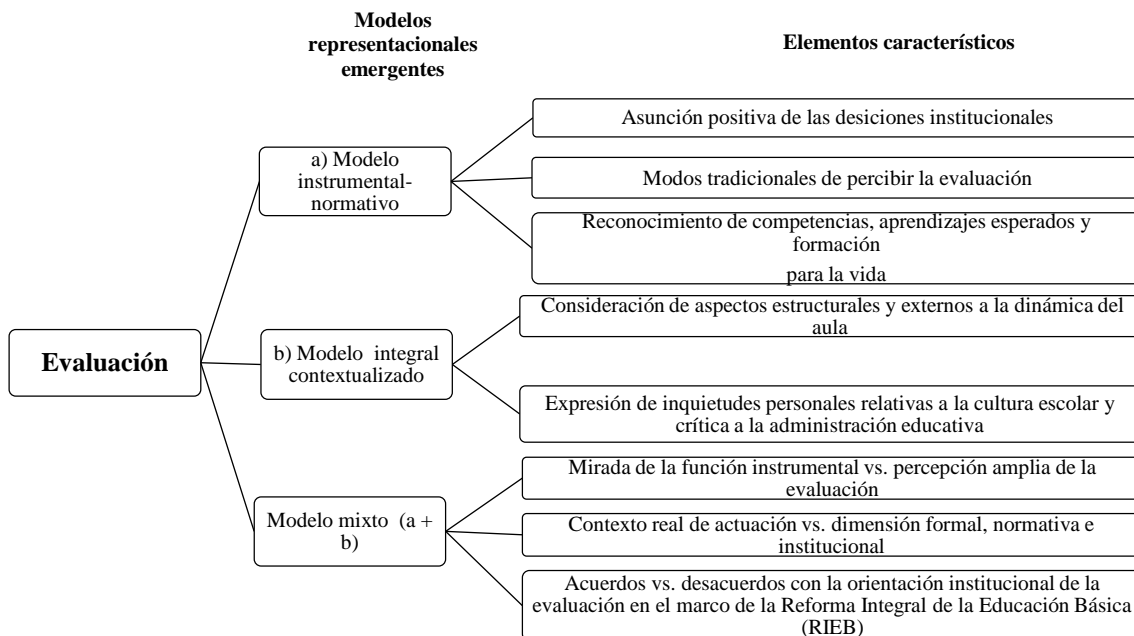 Modelos
representacionales
emergentes
Elementos característicos
Evaluación
a) Modelo
instrumental-
normativo
Asunción positiva de las desiciones institucionales
Modos tradicionales de percibir la evaluación
Reconocimiento de competencias, aprendizajes esperados y
formación
para la vida
b) Modelo integral
contextualizado
Consideración de aspectos estructurales y externos a la dinámica del
aula
Expresión de inquietudes personales relativas a la cultura escolar y
crítica a la administración educativa
Modelo mixto (a +
b)
Mirada de la función instrumental vs. percepción amplia de la
evaluación
Contexto real de actuación vs. dimensión formal, normativa e
institucional
Acuerdos vs. desacuerdos con la orientación institucional de la
evaluación en el marco de la Reforma Integral de la Educación Básica
(RIEB)